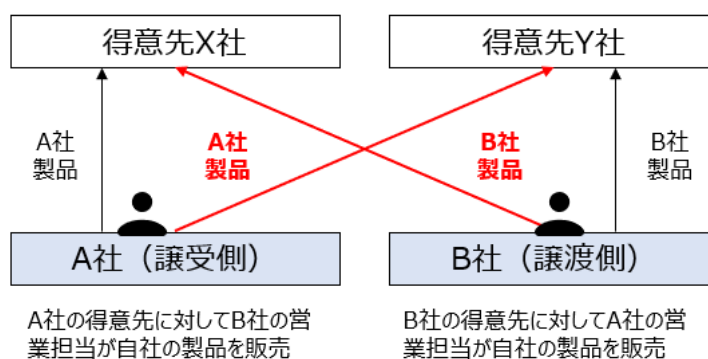 得意先X社
得意先Y社
A社
製品
A社
製品
B社
製品
B社
製品
A社（譲受側）
B社（譲渡側）
A社の得意先に対してB社の営
業担当が自社の製品を販売
B社の得意先に対してA社の営
業担当が自社の製品を販売